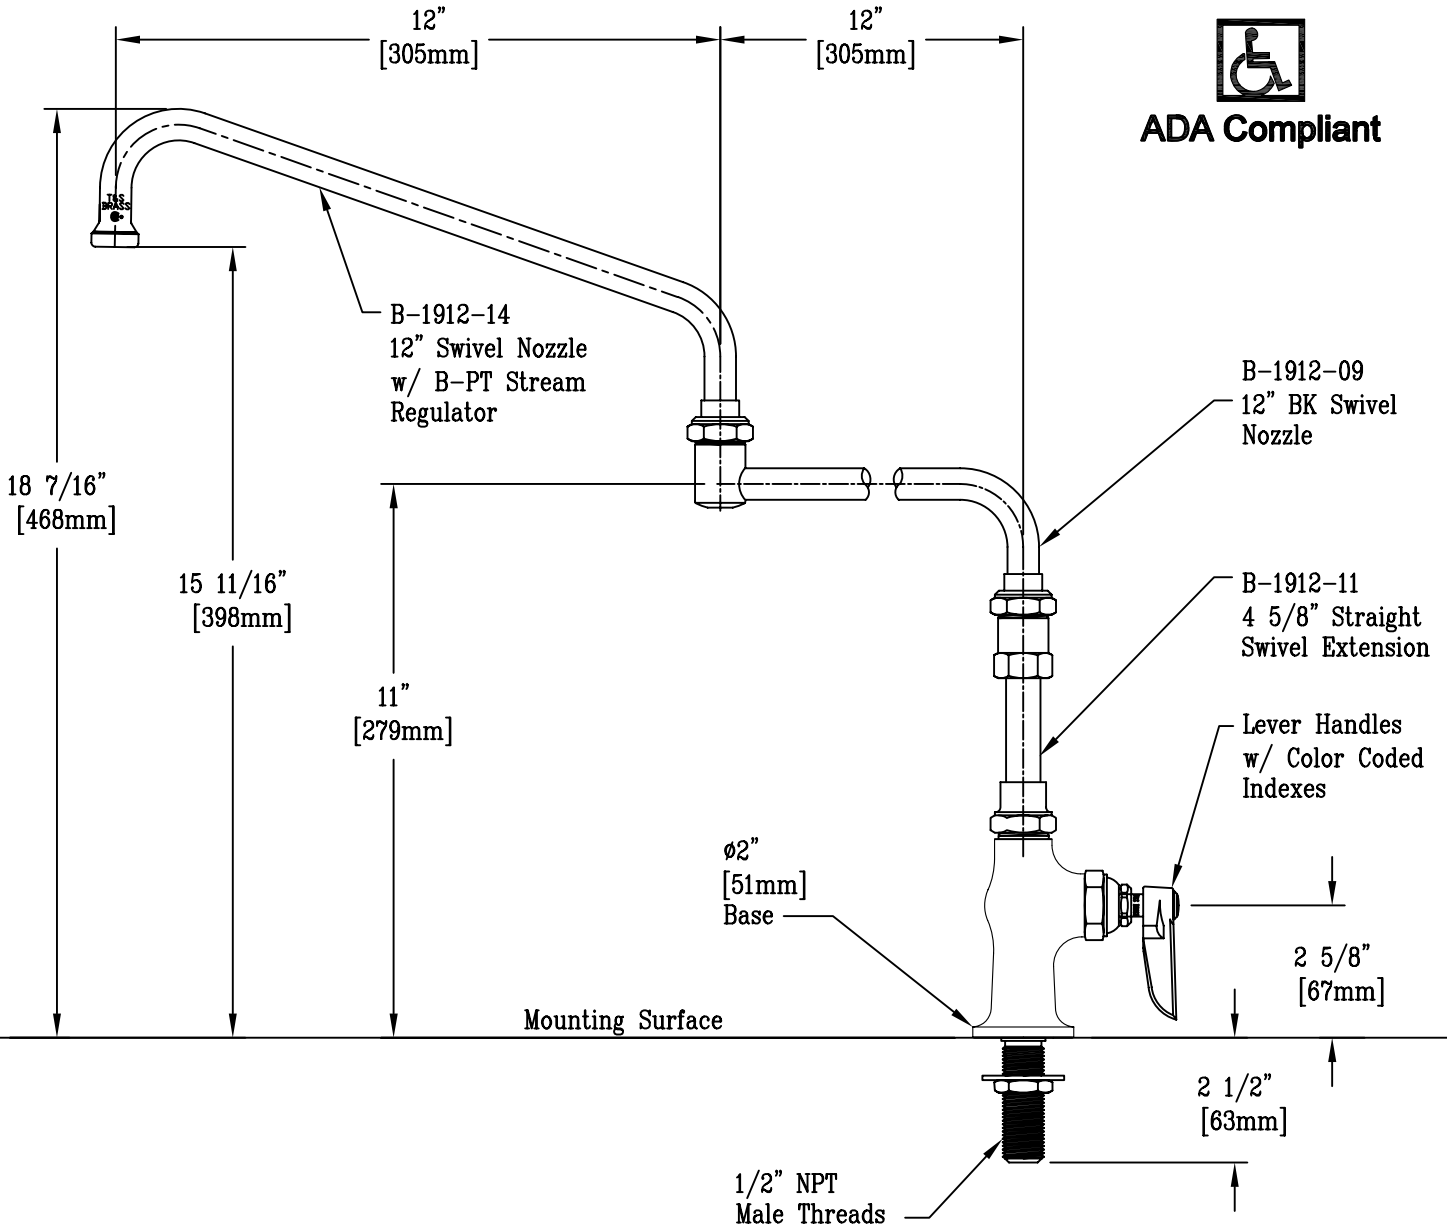 12"
[305mm]
12"
[305mm]
ADA Compliant
T&S
BRASS
B-1912-14
12" Swivel Nozzle
w/ B-PT Stream
Regulator
B-1912-09
12" BK Swivel
Nozzle
18 7/16"
[468mm]
15 11/16"
[398mm]
B-1912-11
4 5/8" Straight
Swivel Extension
11"
[279mm]
Lever Handles
w/ Color Coded
Indexes
ø2"
[51mm]
Base
2 5/8"
[67mm]
Mounting Surface
2 1/2"
[63mm]
1/2" NPT
Male Threads